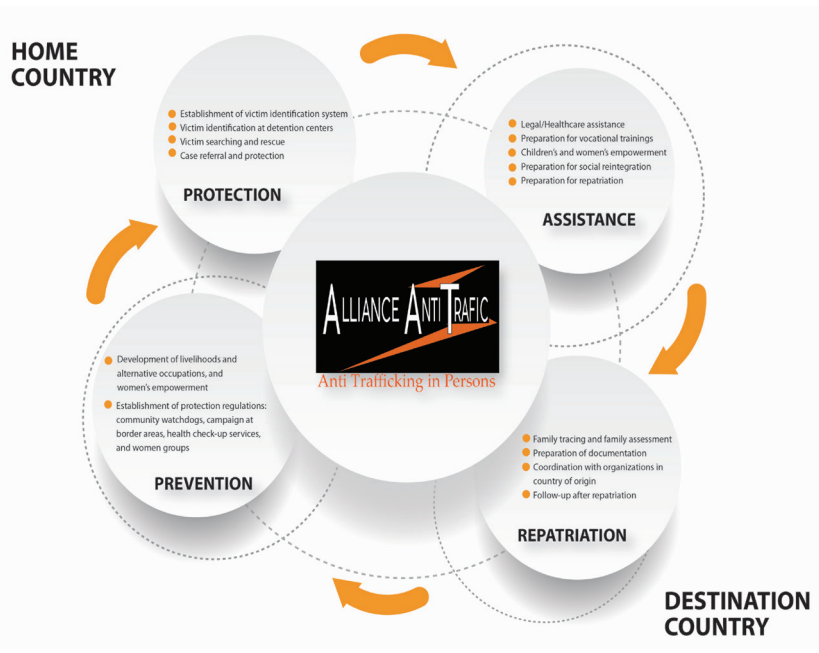 HOME
COUNTRY
Establishment of victim identification system
Victim identification at detention centers
Victim searching and rescue
Case referral and protection
PROTECTION
Legal/Healthcare assistance
Preparation for vocational trainings
Children's and women's empowerment
Preparation for social reintegration
Preparation for repatriation
ASSISTANCE
ALLIANCE ANTI TRAFIC
Anti Trafficking in Persons
Development of livelihoods and
alternative occupations, and
women's empowerment
Establishment of protection regulations:
community watchdogs, campaign at
border areas, health check-up services,
and women groups
PREVENTION
Family tracing and family assessment
Preparation of documentation
Coordination with organizations in
country of origin
Follow-up after repatriation
REPATRIATION
DESTINATION
COUNTRY